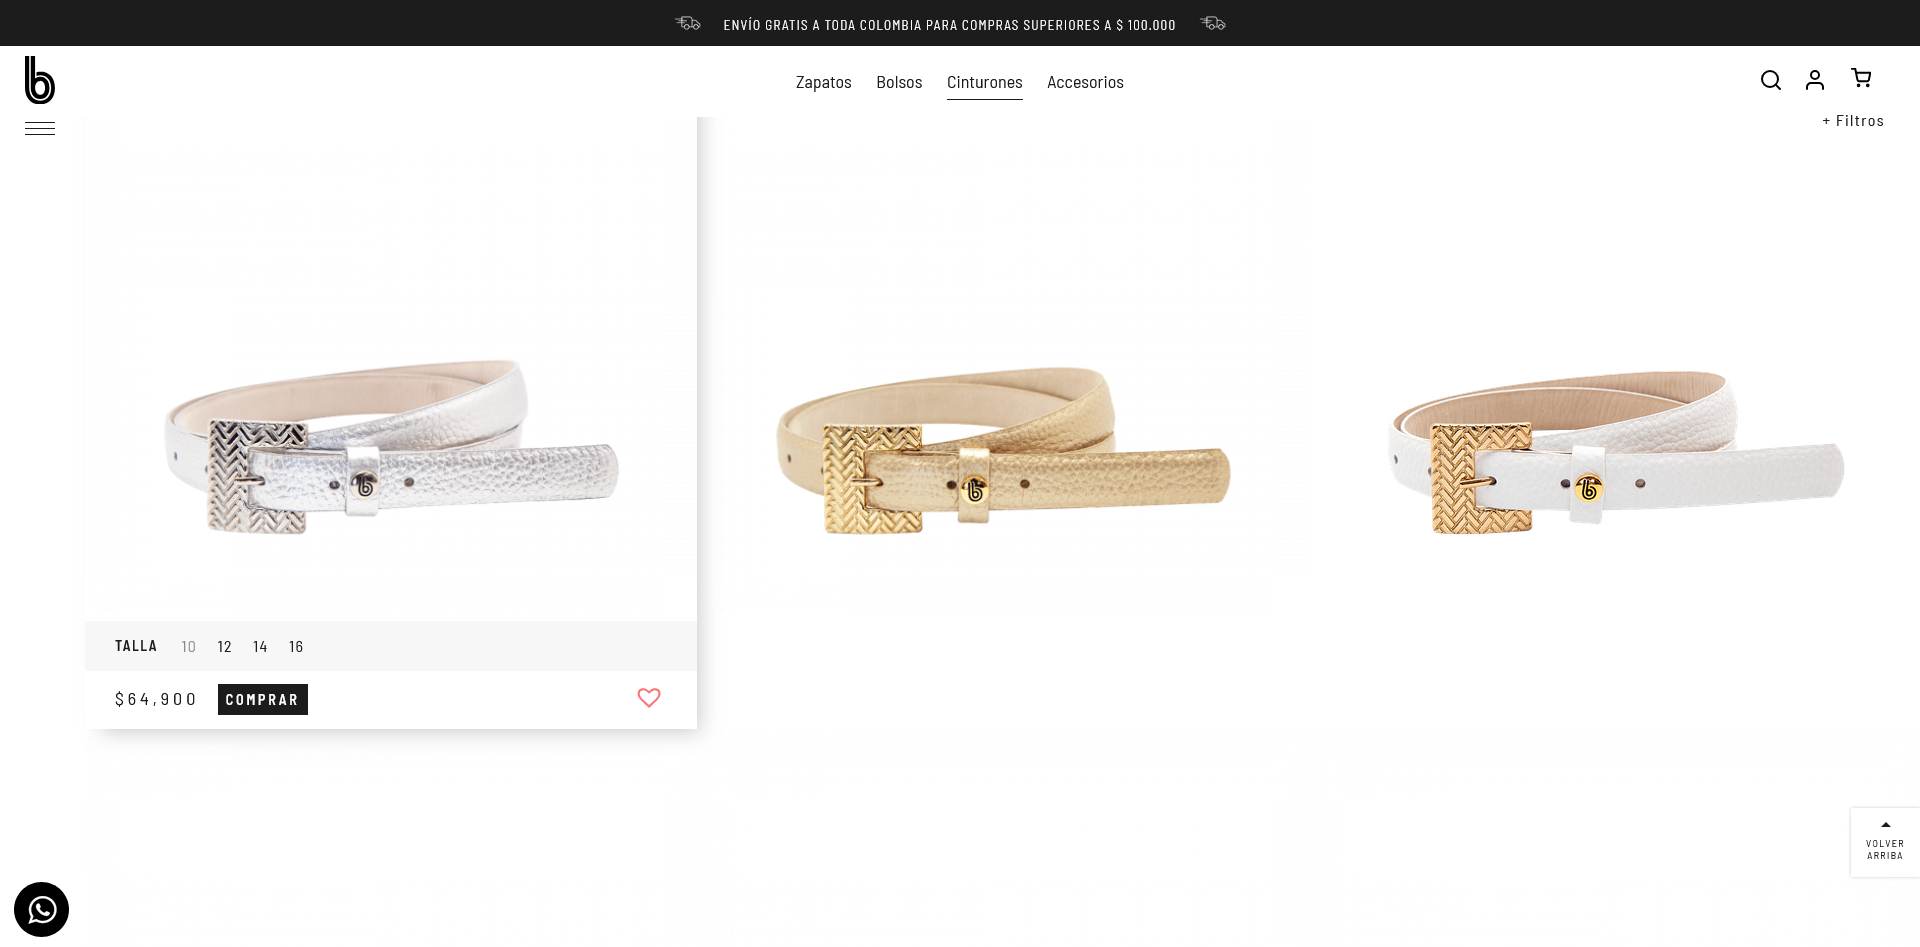 ENVÍO GRATIS A TODA COLOMBIA PARA COMPRAS SUPERIORES A $ 100.000
b
Zapatos Bolsos Cinturones Accesorios
+ Filtros
b b b
TALLA 10 12 14 16
$64,900 COMPRAR
VOLVER
ARRIBA